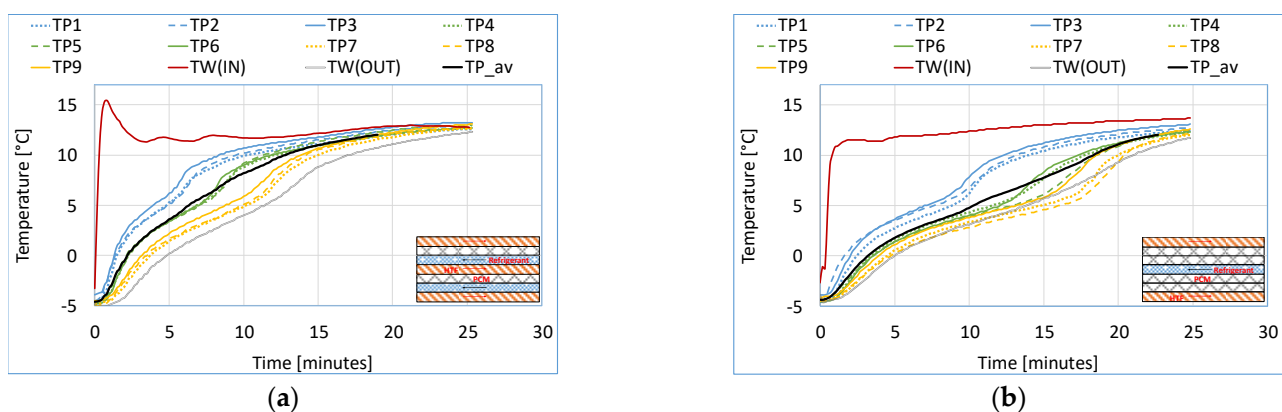 TP1 TP2 TP3 TP4
TP5 TP6 TP7 TP8
TP9 TW(IN) TW(OUT) TP_av
Temperature [°C]
15
10
5
0
-5
Refrigerant
HTF
PCM
0 5 10 15 20 25 30
Time [minutes]
(a)
TP1 TP2 TP3 TP4
TP5 TP6 TP7 TP8
TP9 TW(IN) TW(OUT) TP_av
Temperature [°C]
15
10
5
0
-5
Refrigerant
PCM
HTF
0 5 10 15 20 25 30
Time [minutes]
(b)